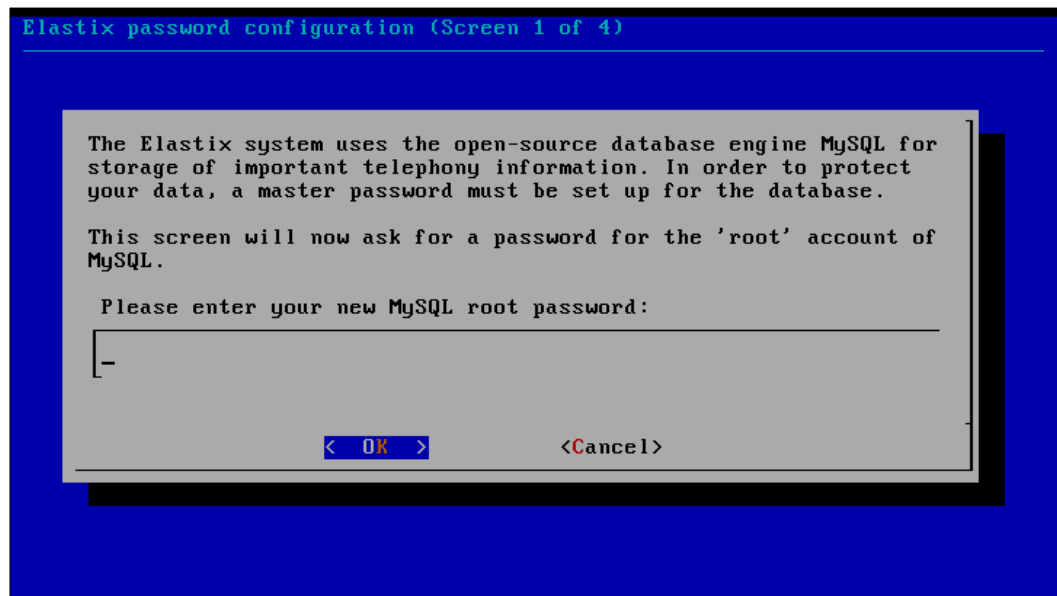 Elastix password configuration (Screen 1 of 4)
The Elastix system uses the open-source database engine MySQL for
storage of important telephony information. In order to protect
your data, a master password must be set up for the database.
This screen will now ask for a password for the 'root' account of
MySQL.
Please enter your new MySQL root password:
< OK > <Cancel>